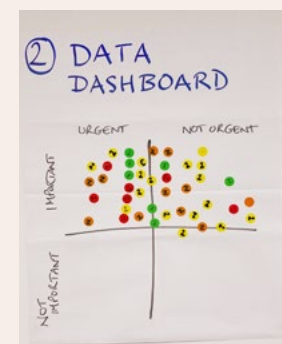 ② DATA
DASHBOARD
URGENT NOT URGENT
IMPORTANT
NOT
IMPORTANT